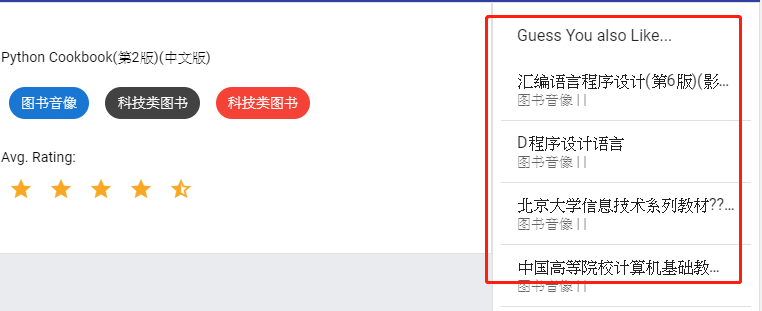 Python Cookbook(第2版)(中文版)
图书音像 科技类图书 科技类图书
Avg. Rating:
Guess You also Like...
汇编语言程序设计(第6版)(影...
图书音像 | |
D程序设计语言
图书音像 | |
北京大学信息技术系列教材??...
图书音像 | |
中国高等院校计算机基础教...
图书音像 | |